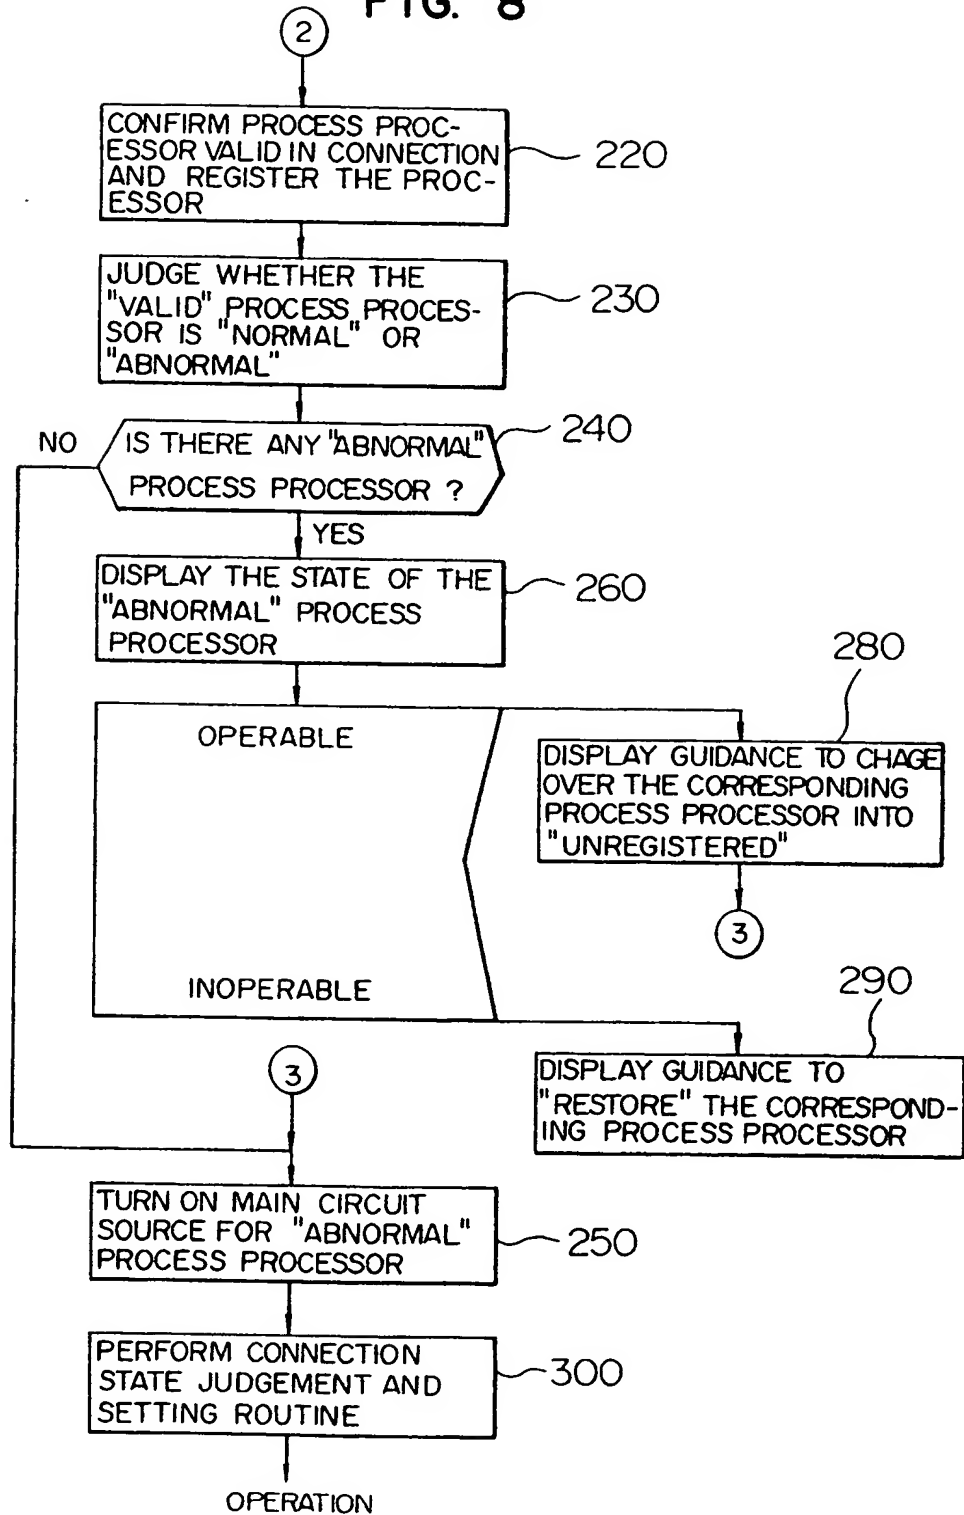 FIG. 8
2
CONFIRM PROCESS PROC-
ESSOR VALID IN CONNECTION
AND REGISTER THE PROC-
ESSOR
220
JUDGE WHETHER THE
"VALID" PROCESS PROCES-
SOR IS "NORMAL" OR
"ABNORMAL"
230
NO
IS THERE ANY "ABNORMAL"
PROCESS PROCESSOR ?
240
YES
DISPLAY THE STATE OF THE
"ABNORMAL" PROCESS
PROCESSOR
260
OPERABLE
280
DISPLAY GUIDANCE TO CHAGE
OVER THE CORRESPONDING
PROCESS PROCESSOR INTO
"UNREGISTERED"
3
INOPERABLE
290
DISPLAY GUIDANCE TO
"RESTORE" THE CORRESPOND-
ING PROCESS PROCESSOR
3
TURN ON MAIN CIRCUIT
SOURCE FOR "ABNORMAL"
PROCESS PROCESSOR
250
PERFORM CONNECTION
STATE JUDGEMENT AND
SETTING ROUTINE
300
OPERATION